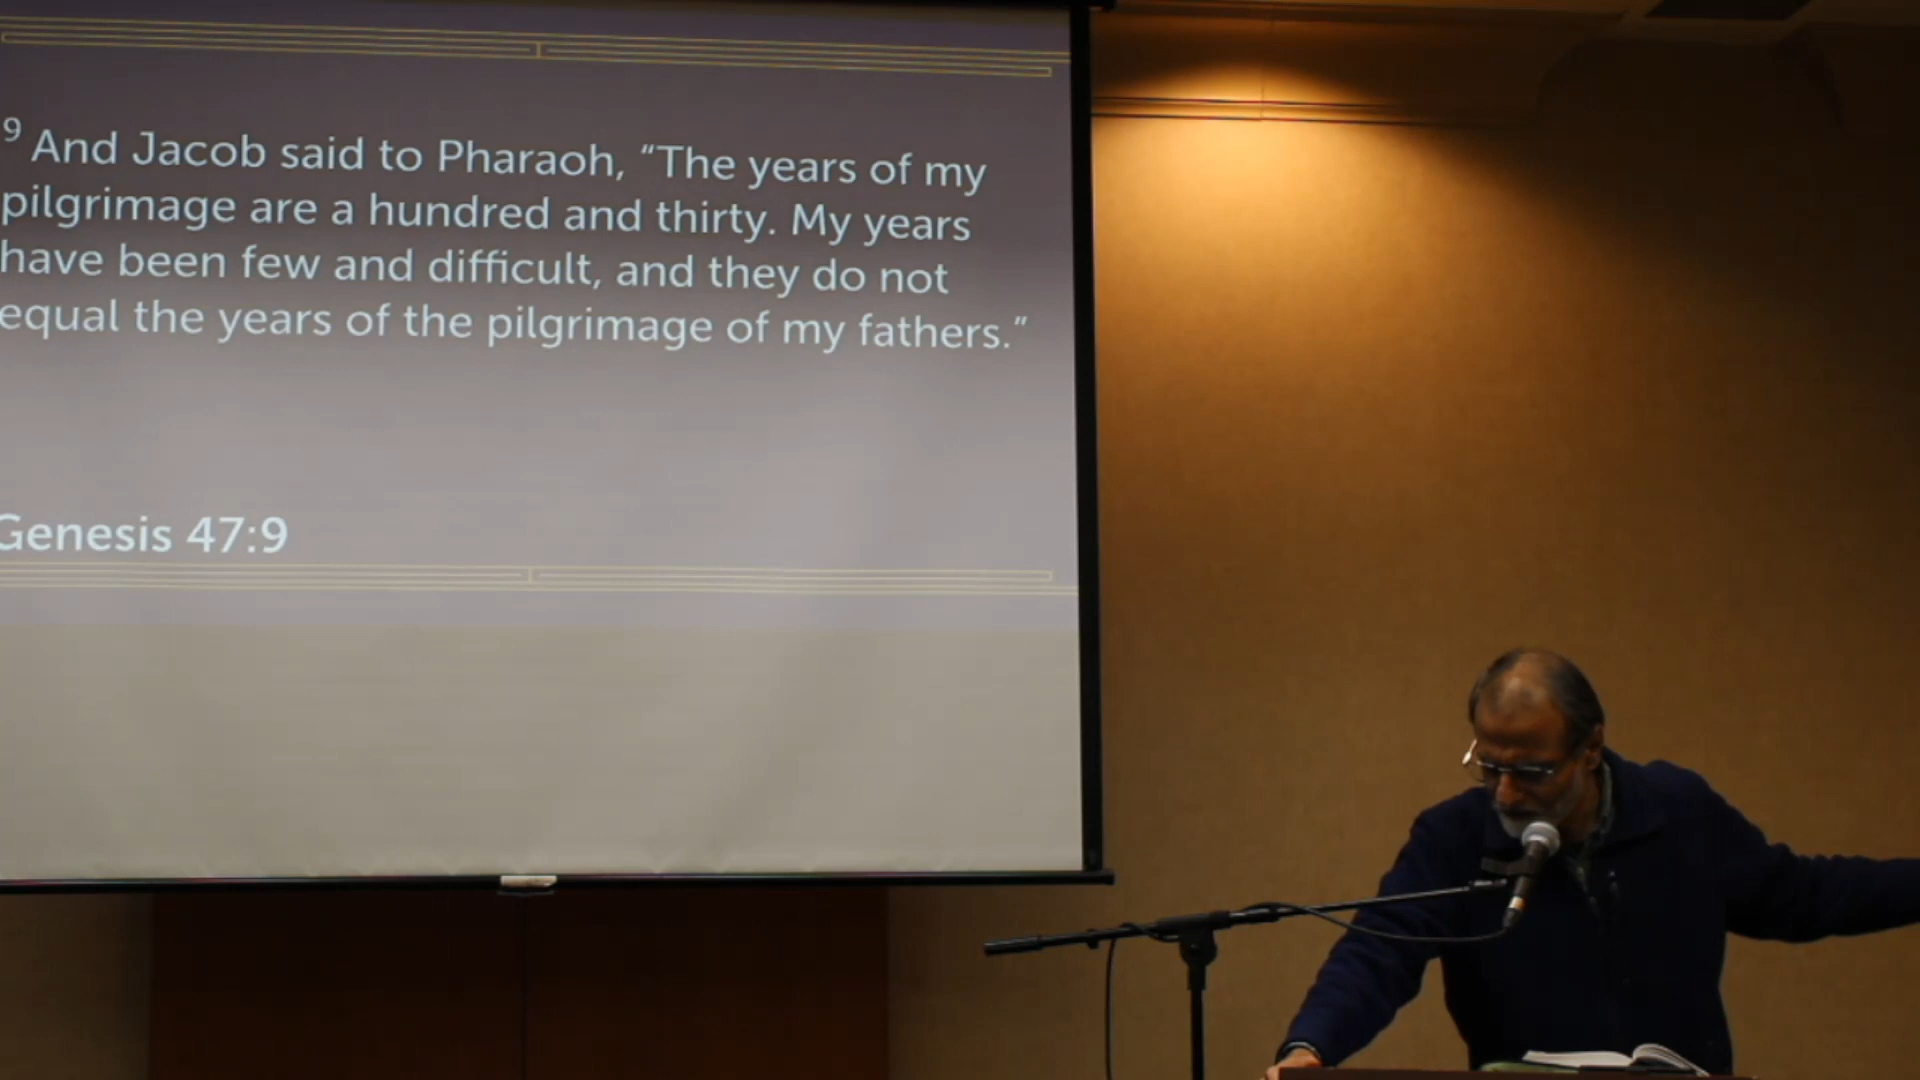 9 And Jacob said to Pharaoh, “The years of my
pilgrimage are a hundred and thirty. My years
have been few and difficult, and they do not
equal the years of the pilgrimage of my fathers.”
Genesis 47:9